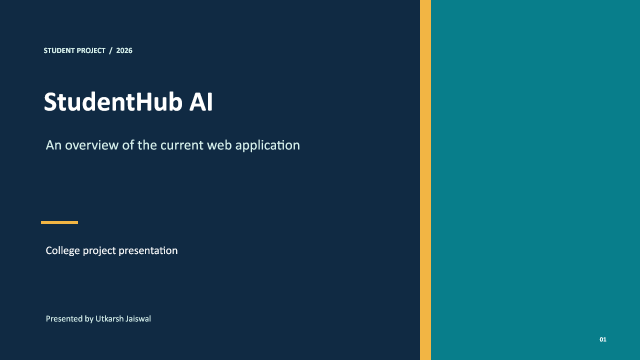 STUDENT PROJECT / 2026
StudentHub AI
An overview of the current web application
College project presentation
Presented by Utkarsh Jaiswal
01